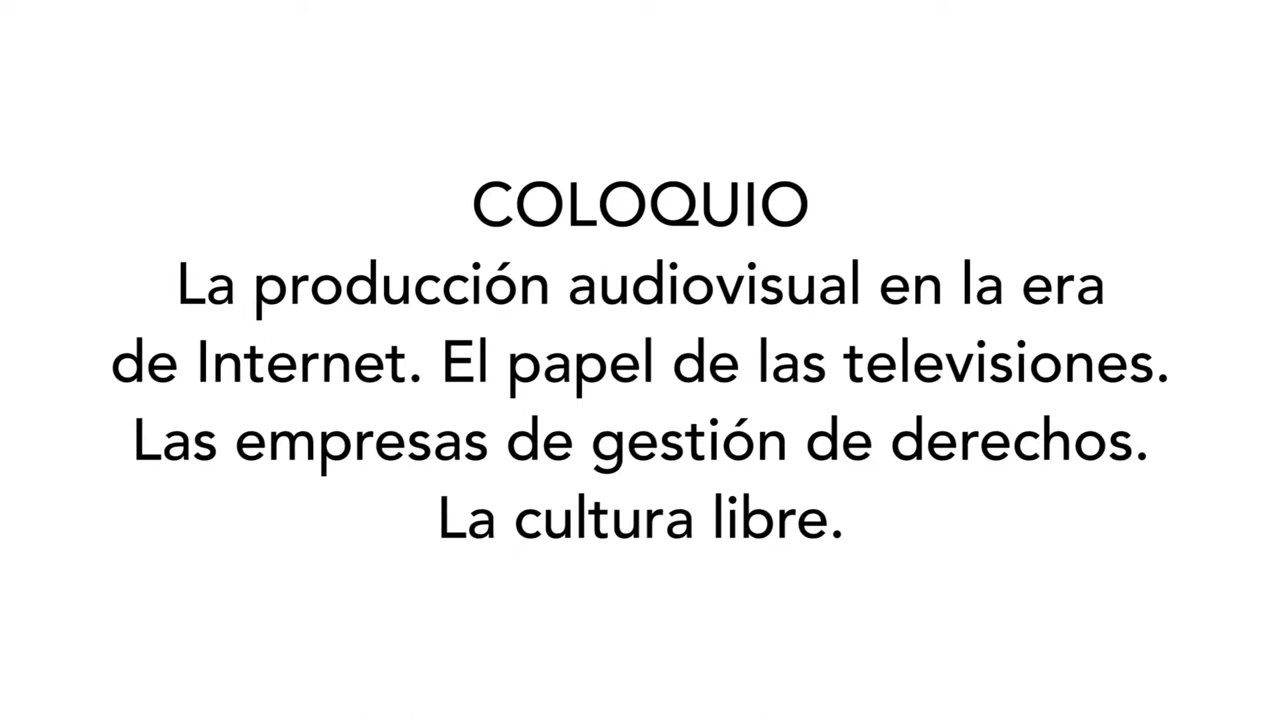 COLOQUIO
La producción audiovisual en la era
de Internet. El papel de las televisiones.
Las empresas de gestión de derechos.
La cultura libre.